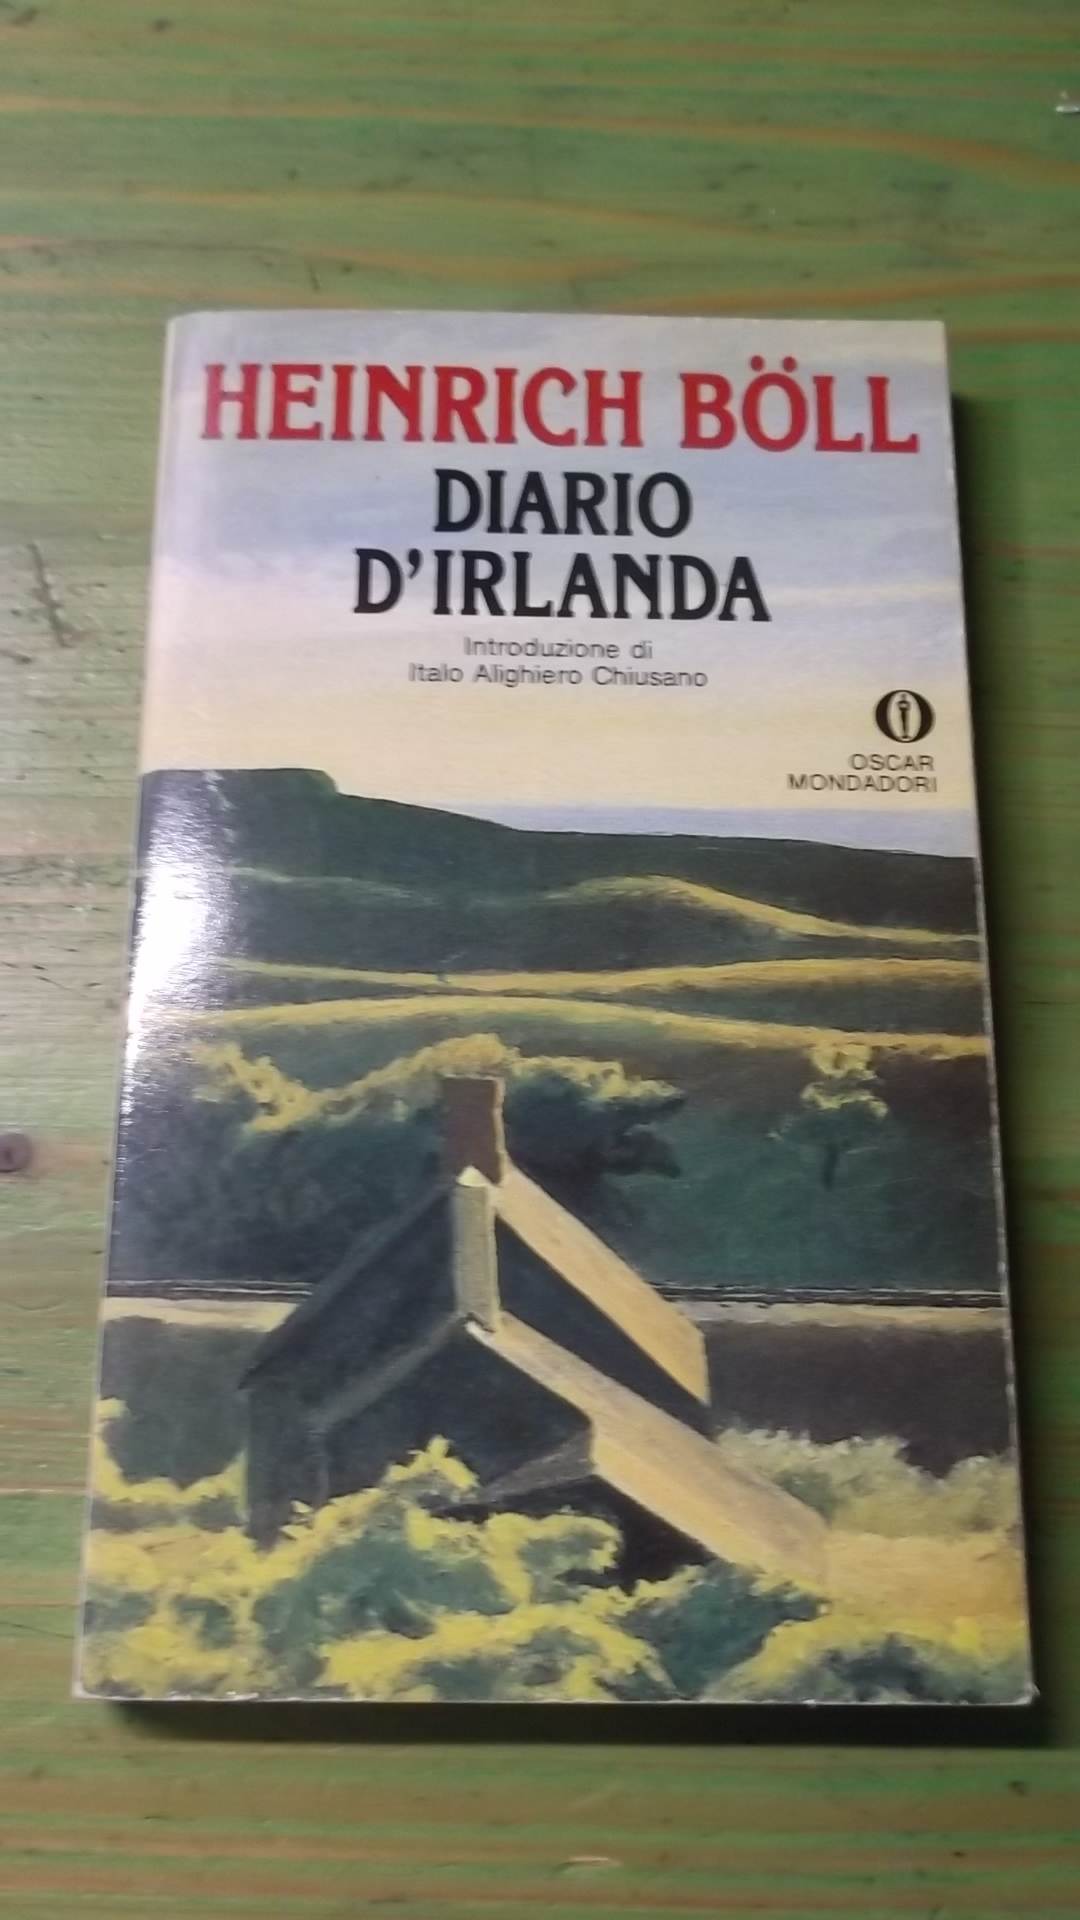 HEINRICH BÖLL
DIARIO
D'IRLANDA
Introduzione di
Italo Alighiero Chiusano
OSCAR
MONDADORI